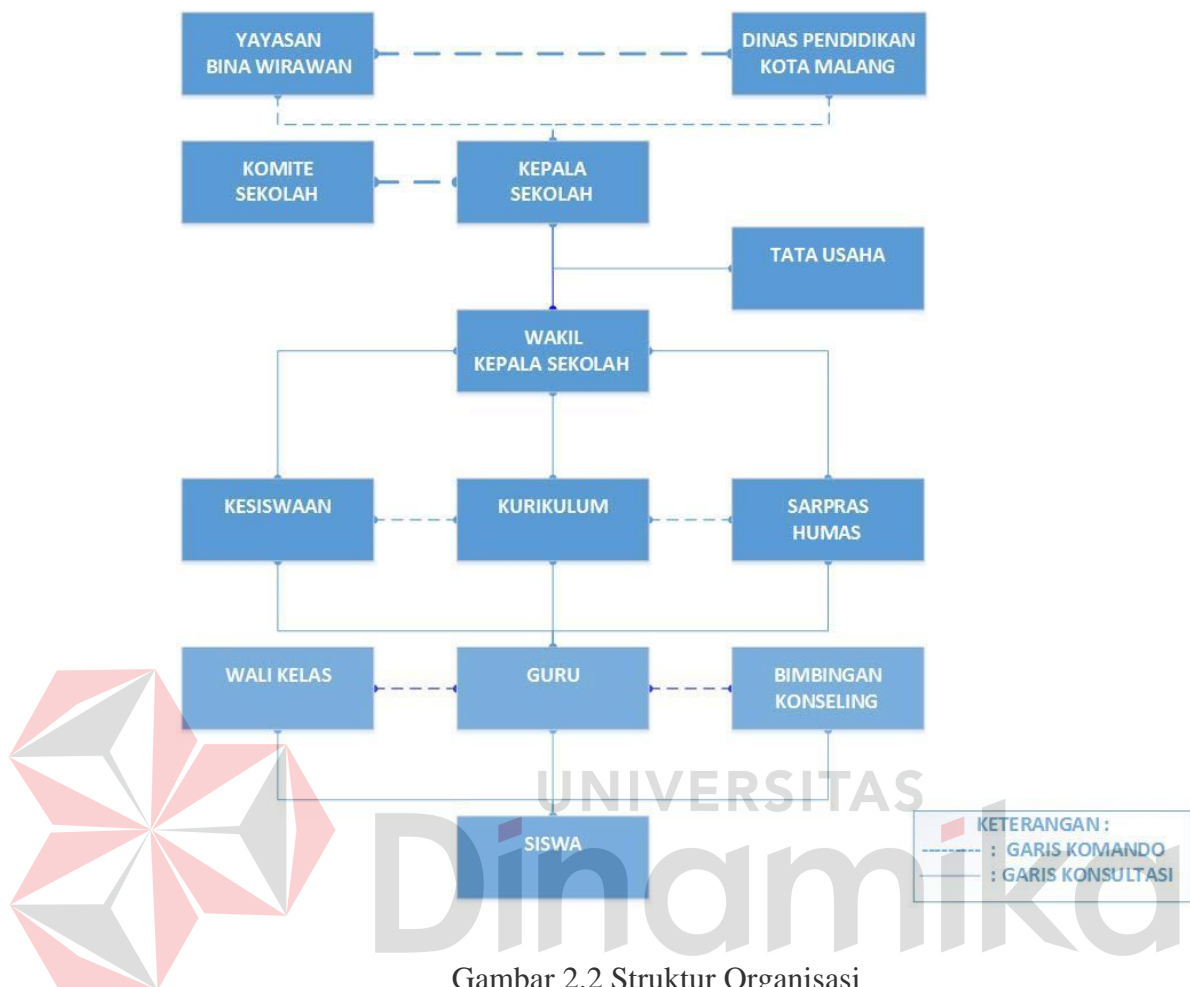 YAYASAN
BINA WIRAWAN
DINAS PENDIDIKAN
KOTA MALANG
KOMITE
SEKOLAH
KEPALA
SEKOLAH
TATA USAHA
WAKIL
KEPALA SEKOLAH
KESISWAAN
KURIKULUM
SARPRAS
HUMAS
WALI KELAS
GURU
BIMBINGAN
KONSELING
SISWA
UNIVERSITAS
Dinamika
KETERANGAN :
: GARIS KOMANDO
: GARIS KONSULTASI
Gambar 2.2 Struktur Organisasi